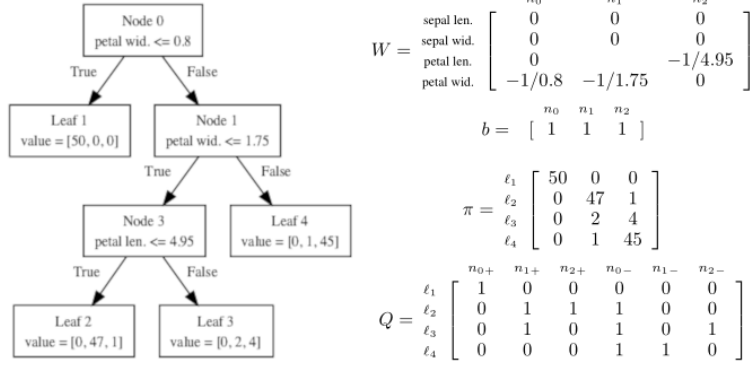 Node 0
petal wid. <= 0.8
True
False
Leaf 1
value = [50, 0, 0]
Node 1
petal wid. <= 1.75
True
False
Node 3
petal len. <= 4.95
Leaf 4
value = [0, 1, 45]
True
False
Leaf 2
value = [0, 47, 1]
Leaf 3
value = [0, 2, 4]
n₀ n₁ n₂
W =
sepal len. [ 0 0 0 ]
sepal wid. [ 0 0 0 ]
petal len. [ 0 −1/4.95 ]
petal wid. [ −1/0.8 −1/1.75 0 ]
n₀ n₁ n₂
b = [ 1 1 1 ]
π =
ℓ₁ [ 50 0 0 ]
ℓ₂ [ 0 47 1 ]
ℓ₃ [ 0 2 4 ]
ℓ₄ [ 0 1 45 ]
n₀₊ n₁₊ n₂₊ n₀₋ n₁₋ n₂₋
Q =
ℓ₁ [ 1 0 0 0 0 0 ]
ℓ₂ [ 0 1 1 1 0 0 ]
ℓ₃ [ 0 1 0 1 0 1 ]
ℓ₄ [ 0 0 0 1 1 0 ]